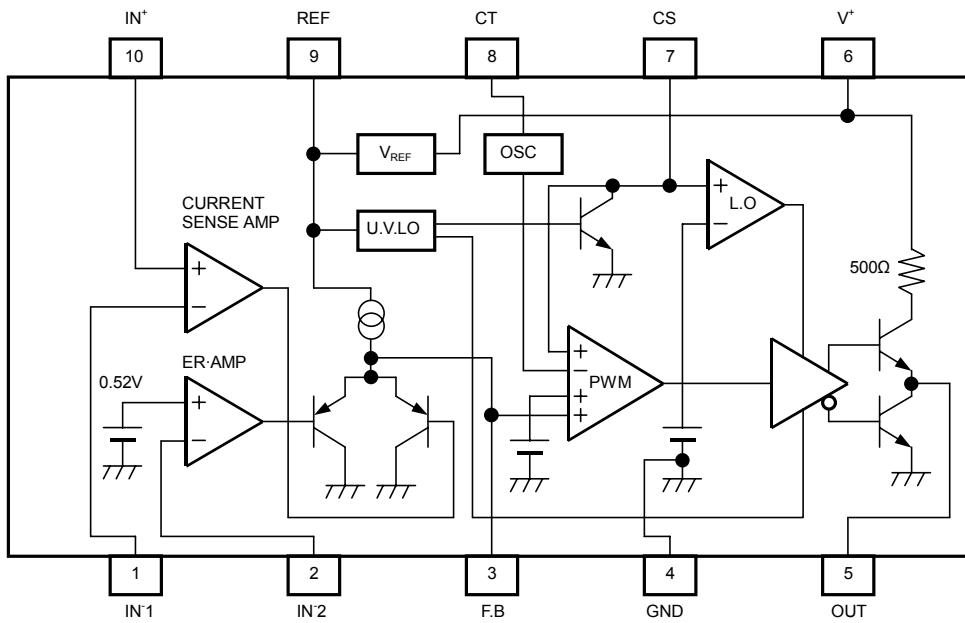 IN+ REF CT CS V+
10 9 8 7 6
VREF OSC
+
L.O
−
CURRENT
SENSE AMP
U.V.LO
500Ω
+
−
ER·AMP
0.52V
+
−
+
−
+
+
PWM
1 2 3 4 5
IN-1 IN-2 F.B GND OUT